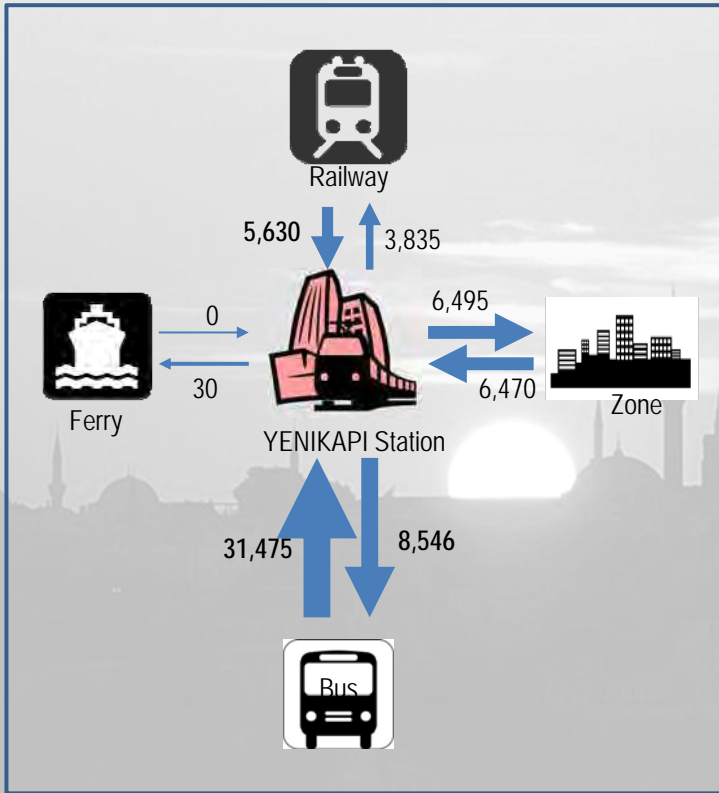 Railway
5,630
3,835
0
6,495
30
6,470
Ferry
Zone
YENIKAPI Station
31,475
8,546
Bus